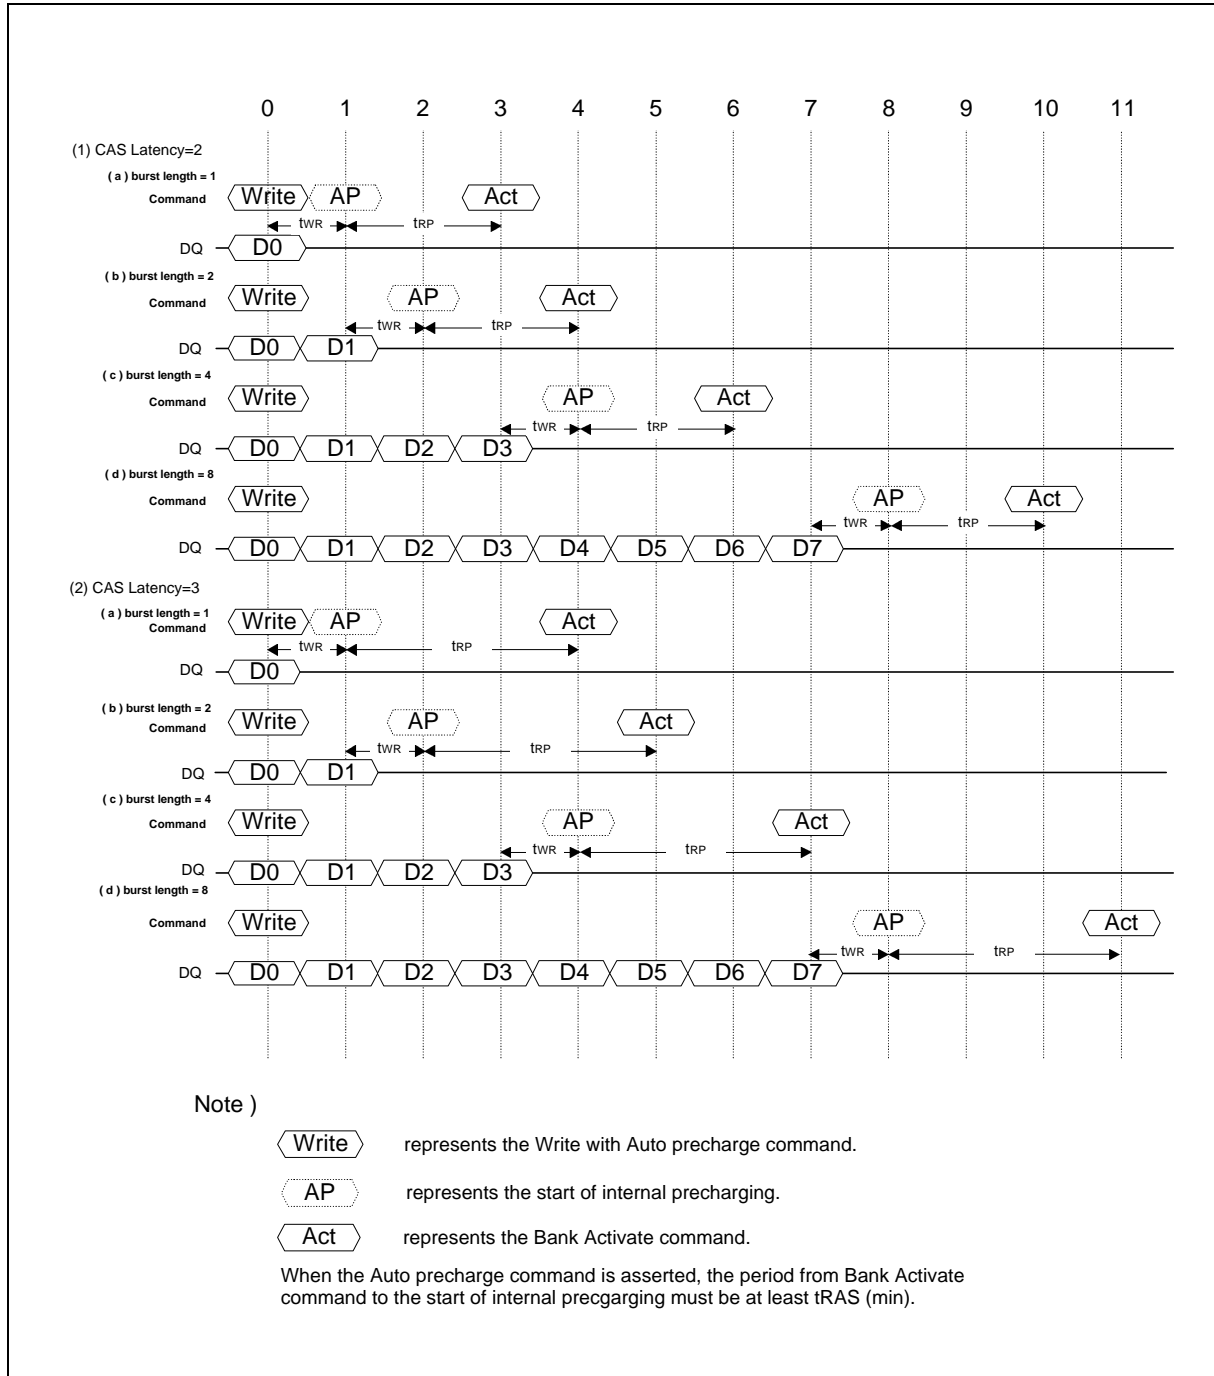 0 1 2 3 4 5 6 7 8 9 10 11
(1) CAS Latency=2
( a ) burst length = 1
Command Write AP Act
tWR tRP
DQ D0
( b ) burst length = 2
Command Write AP Act
tWR tRP
DQ D0 D1
( c ) burst length = 4
Command Write AP Act
tWR tRP
DQ D0 D1 D2 D3
( d ) burst length = 8
Command Write AP Act
tWR tRP
DQ D0 D1 D2 D3 D4 D5 D6 D7
(2) CAS Latency=3
( a ) burst length = 1
Command Write AP Act
tWR tRP
DQ D0
( b ) burst length = 2
Command Write AP Act
tWR tRP
DQ D0 D1
( c ) burst length = 4
Command Write AP Act
tWR tRP
DQ D0 D1 D2 D3
( d ) burst length = 8
Command Write AP Act
tWR tRP
DQ D0 D1 D2 D3 D4 D5 D6 D7
Note )
Write represents the Write with Auto precharge command.
AP represents the start of internal precharging.
Act represents the Bank Activate command.
When the Auto precharge command is asserted, the period from Bank Activate
command to the start of internal precgarging must be at least tRAS (min).